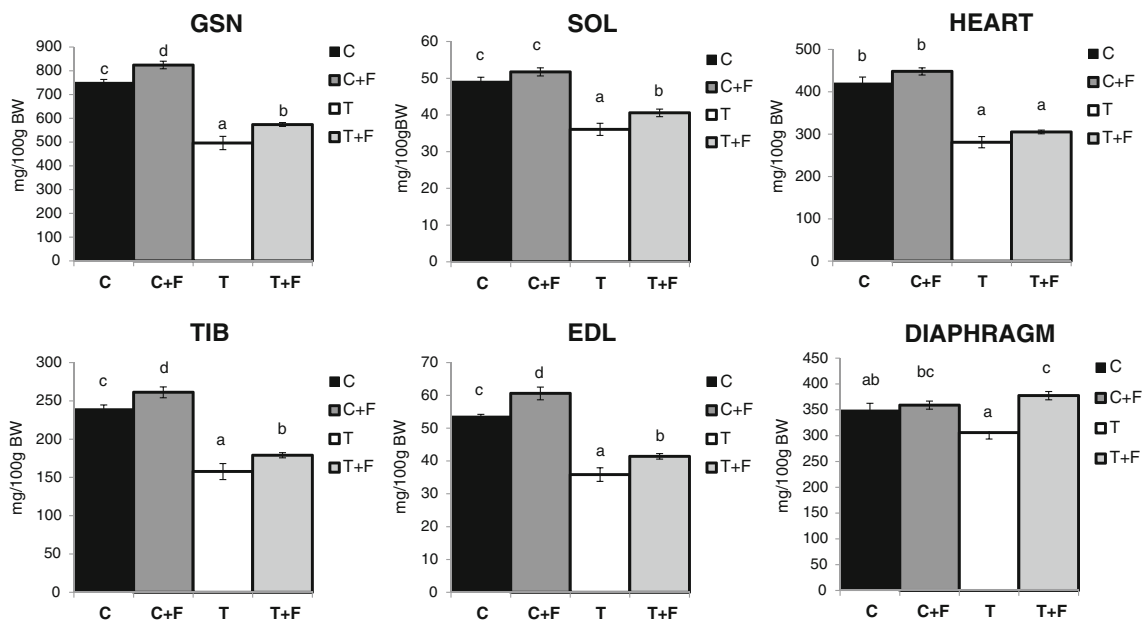 GSN
mg/100g BW
900
800
700
600
500
400
300
200
100
0
c
d
a
b
C
C+F
T
T+F
C
C+F
T
T+F
SOL
mg/100gBW
60
50
40
30
20
10
0
c
c
a
b
C
C+F
T
T+F
C
C+F
T
T+F
HEART
mg/100g BW
500
400
300
200
100
0
b
b
a
a
C
C+F
T
T+F
C
C+F
T
T+F
TIB
mg/100g BW
300
250
200
150
100
50
0
c
d
a
b
C
C+F
T
T+F
C
C+F
T
T+F
EDL
mg/100g BW
70
60
50
40
30
20
10
0
c
d
a
b
C
C+F
T
T+F
C
C+F
T
T+F
DIAPHRAGM
mg/100g BW
450
400
350
300
250
200
150
100
50
0
ab
bc
a
c
C
C+F
T
T+F
C
C+F
T
T+F